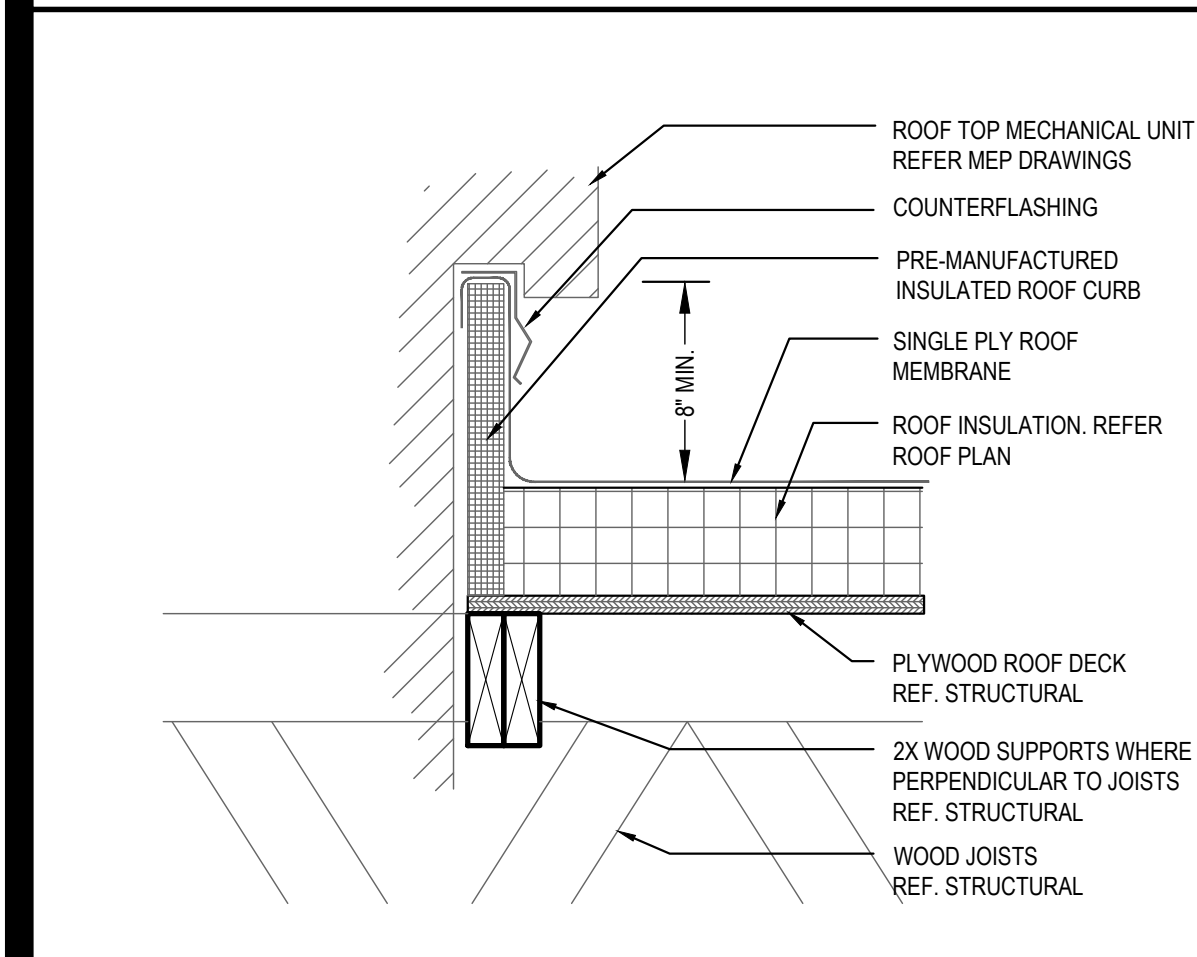 ROOF TOP MECHANICAL UNIT
REFER MEP DRAWINGS
COUNTERFLASHING
PRE-MANUFACTURED
INSULATED ROOF CURB
8" MIN.
SINGLE PLY ROOF
MEMBRANE
ROOF INSULATION. REFER
ROOF PLAN
PLYWOOD ROOF DECK
REF. STRUCTURAL
2X WOOD SUPPORTS WHERE
PERPENDICULAR TO JOISTS
REF. STRUCTURAL
WOOD JOISTS
REF. STRUCTURAL